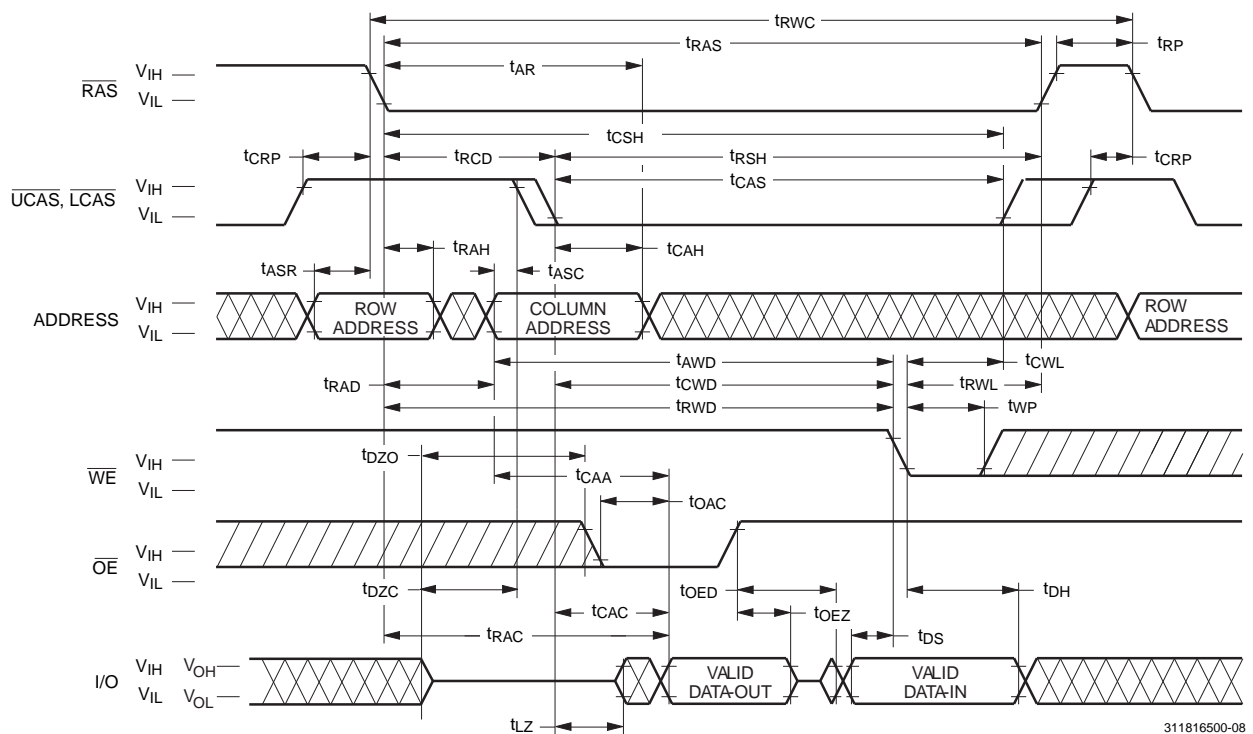 tRWC
tRAS
tRP
tAR
RAS
VIH
VIL
tCSH
tCRP
tRCD
tRSH
tCRP
tCAS
UCAS, LCAS
VIH
VIL
tRAH
tCAH
tASR
tASC
ADDRESS
VIH
VIL
ROW
ADDRESS
COLUMN
ADDRESS
ROW
ADDRESS
tAWD
tCWL
tRAD
tCWD
tRWL
tRWD
tWP
WE
VIH
VIL
tDZO
tCAA
tOAC
OE
VIH
VIL
tDZC
tOED
tDH
tCAC
tOEZ
tRAC
tDS
I/O
VIH
VOH
VIL
VOL
VALID
DATA-OUT
VALID
DATA-IN
tLZ
311816500-08